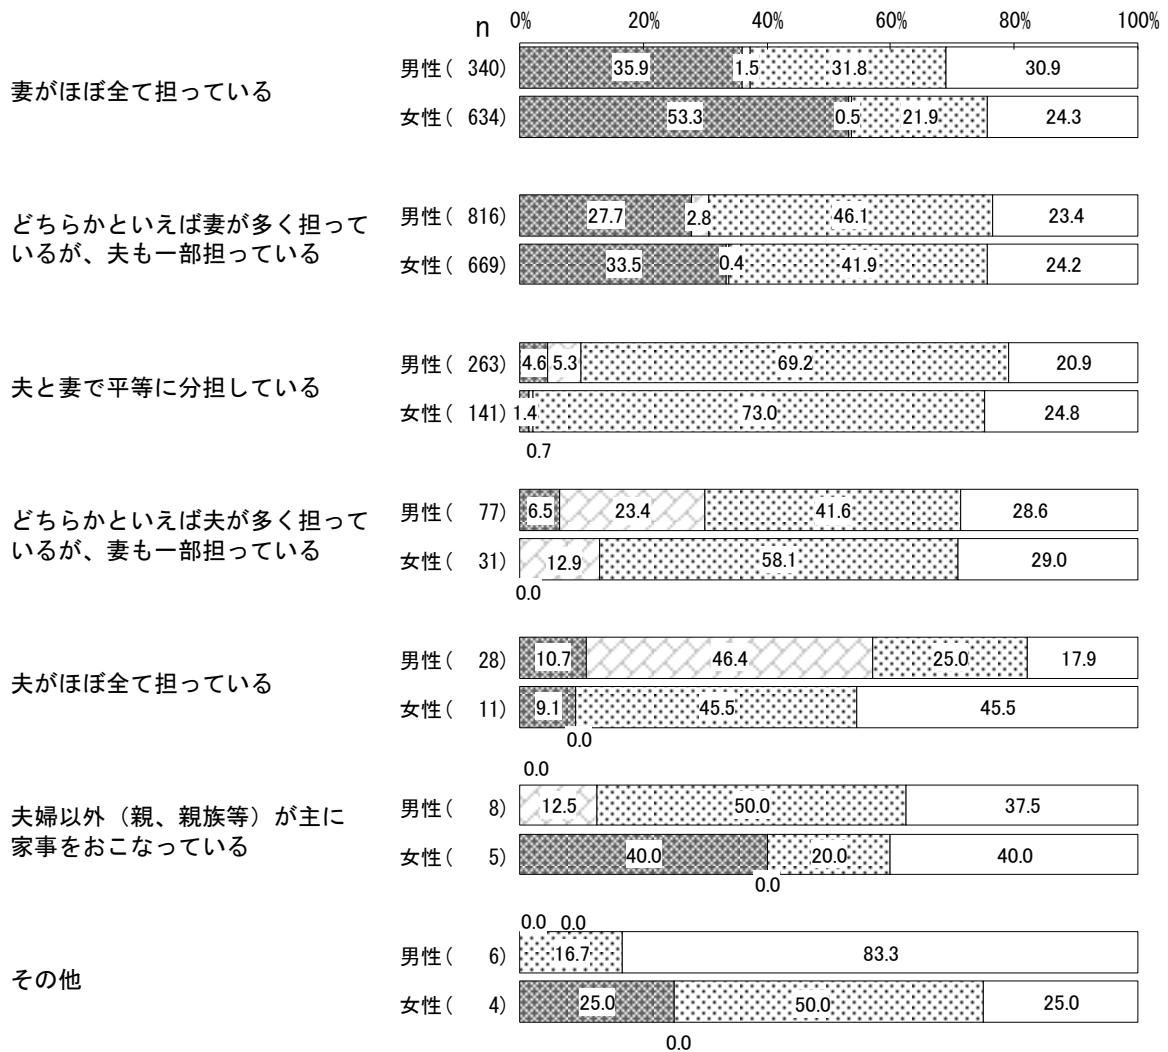 n 0% 20% 40% 60% 80% 100%
妻がほぼ全て担っている
男性( 340) 35.9 1.5 31.8 30.9
女性( 634) 53.3 0.5 21.9 24.3
どちらかといえば妻が多く担って
いるが、夫も一部担っている
男性( 816) 27.7 2.8 46.1 23.4
女性( 669) 33.5 0.4 41.9 24.2
夫と妻で平等に分担している
男性( 263) 4.6 5.3 69.2 20.9
女性( 141) 1.4 73.0 24.8
0.7
どちらかといえば夫が多く担って
いるが、妻も一部担っている
男性( 77) 6.5 23.4 41.6 28.6
女性( 31) 12.9 58.1 29.0
0.0
夫がほぼ全て担っている
男性( 28) 10.7 46.4 25.0 17.9
女性( 11) 9.1 45.5 45.5
0.0
0.0
夫婦以外（親、親族等）が主に
家事をおこなっている
男性( 8) 12.5 50.0 37.5
女性( 5) 40.0 20.0 40.0
0.0
0.0 0.0
その他
男性( 6) 16.7 83.3
女性( 4) 25.0 50.0 25.0
0.0